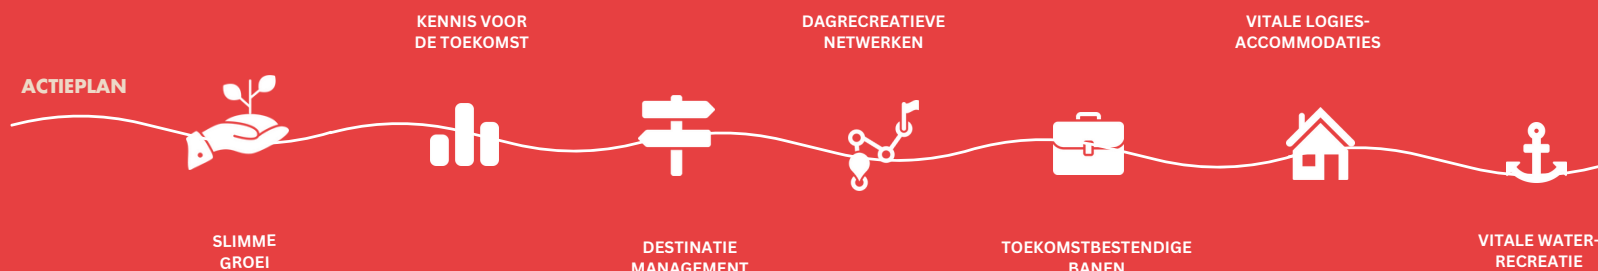 ACTIEPLAN
SLIMME
GROEI
KENNIS VOOR
DE TOEKOMST
DESTINATIE
MANAGEMENT
DAGRECREATIEVE
NETWERKEN
TOEKOMSTBESTENDIGE
BANEN
VITALE LOGIES-
ACCOMMODATIES
VITALE WATER-
RECREATIE